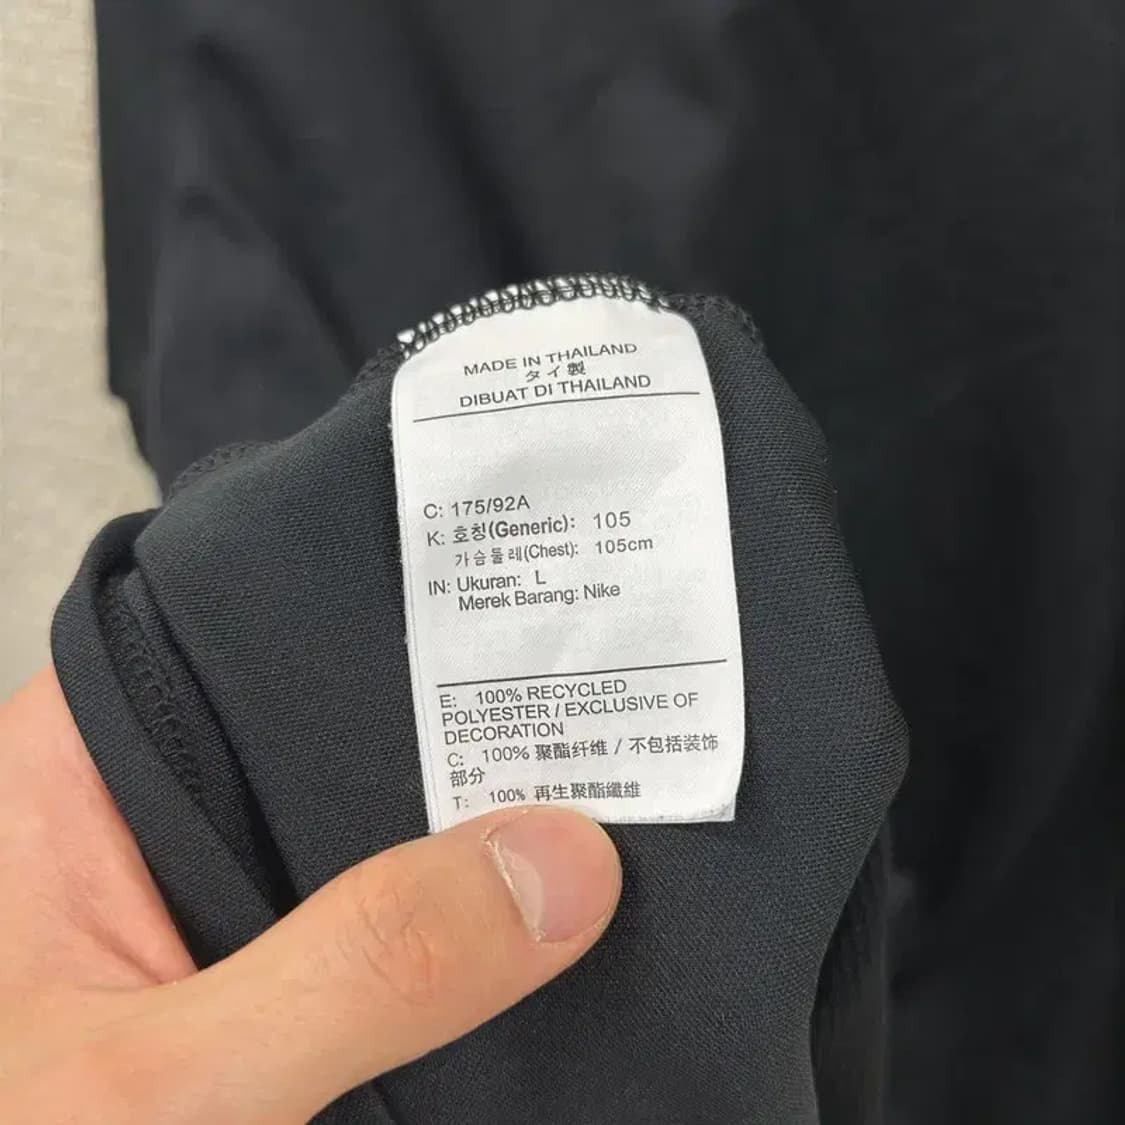 MADE IN THAILAND
タイ製
DIBUAT DI THAILAND
C: 175/92A
K: 호칭(Generic): 105
가슴둘레(Chest): 105cm
IN: Ukuran: L
Merek Barang: Nike
E: 100% RECYCLED
POLYESTER / EXCLUSIVE OF
DECORATION
C: 100% 聚酯纤维 / 不包括装饰
部分
T: 100% 再生聚酯纖維